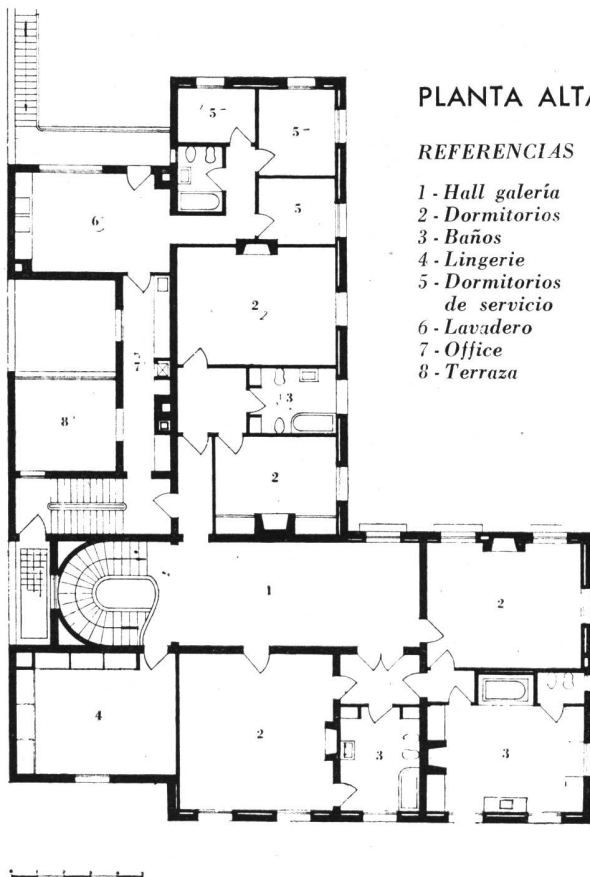 PLANTA ALTA
REFERENCIAS
1 - Hall galería
2 - Dormitorios
3 - Baños
4 - Lingerie
5 - Dormitorios
de servicio
6 - Lavadero
7 - Office
8 - Terraza
5
5
5
6
2
7
3
8
2
1
2
4
2
3
3